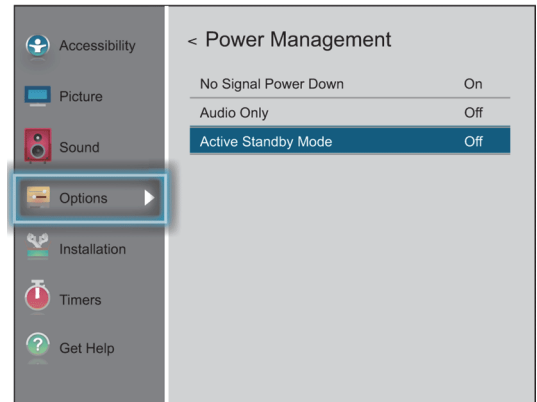 Accessibility
Picture
Sound
Options
Installation
Timers
Get Help
< Power Management
No Signal Power Down On
Audio Only Off
Active Standby Mode Off